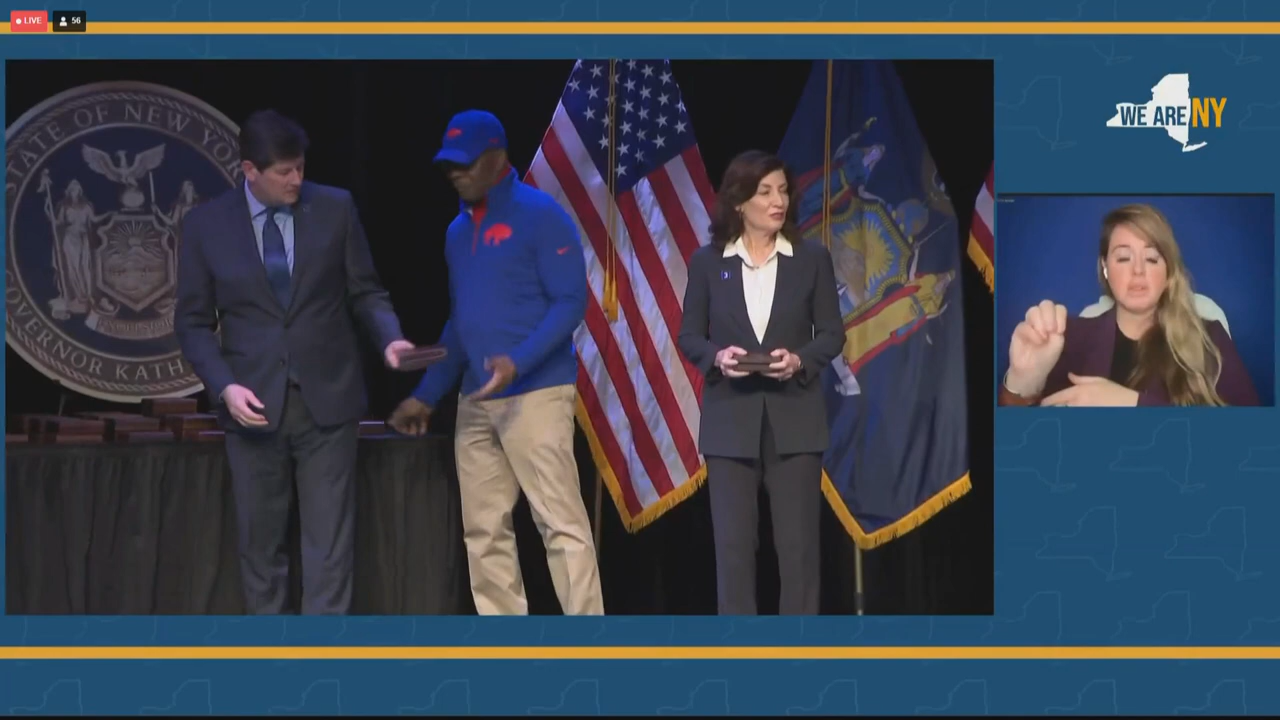 LIVE
56
STATE OF NEW YORK
GOVERNOR KATH
WE ARE NY